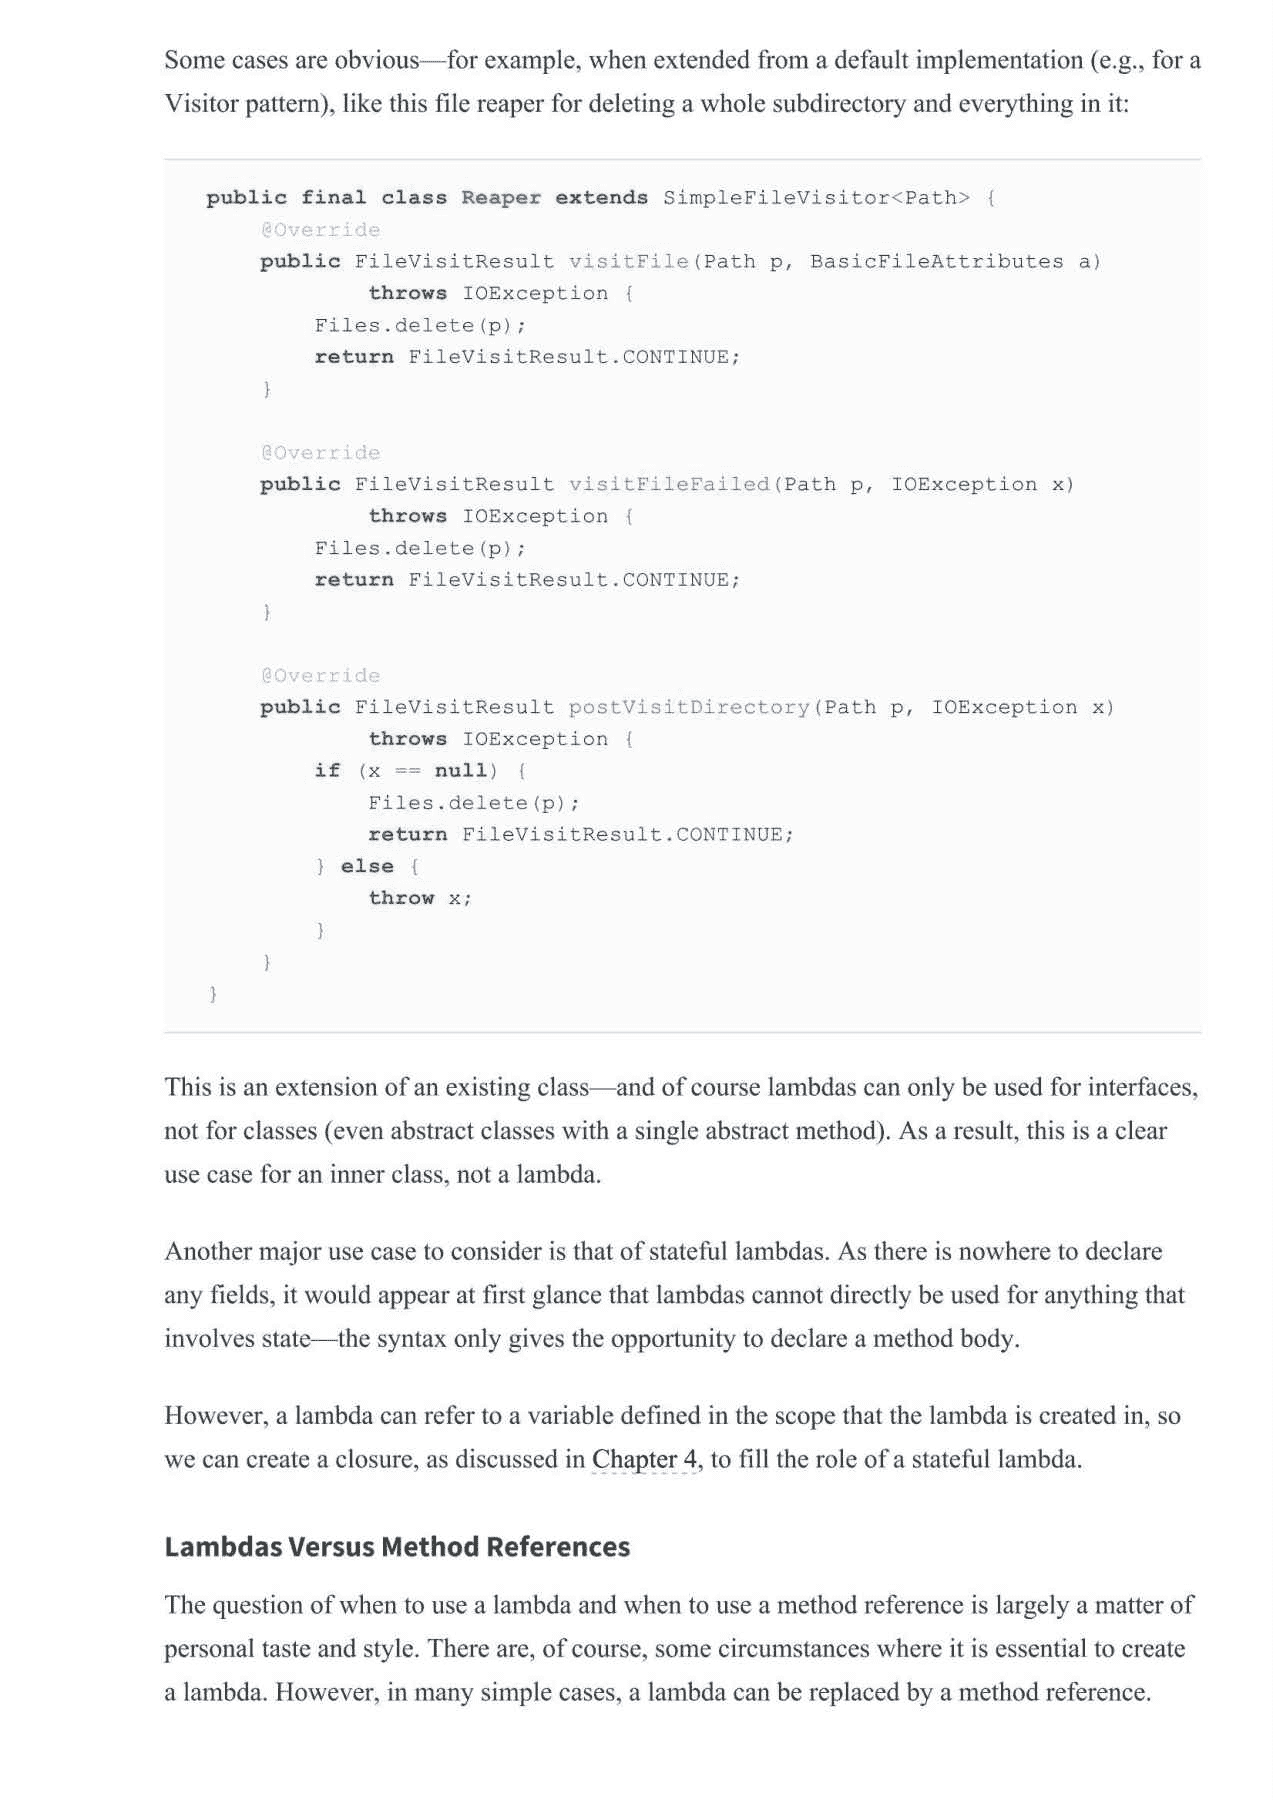 Some cases are obvious—for example, when extended from a default implementation (e.g., for a
Visitor pattern), like this file reaper for deleting a whole subdirectory and everything in it:
public final class Reaper extends SimpleFileVisitor<Path> {
@Override
public FileVisitResult visitFile(Path p, BasicFileAttributes a)
throws IOException {
Files.delete(p);
return FileVisitResult.CONTINUE;
}
@Override
public FileVisitResult visitFileFailed(Path p, IOException x)
throws IOException {
Files.delete(p);
return FileVisitResult.CONTINUE;
}
@Override
public FileVisitResult postVisitDirectory(Path p, IOException x)
throws IOException {
if (x == null) {
Files.delete(p);
return FileVisitResult.CONTINUE;
} else {
throw x;
}
}
}
This is an extension of an existing class—and of course lambdas can only be used for interfaces,
not for classes (even abstract classes with a single abstract method). As a result, this is a clear
use case for an inner class, not a lambda.
Another major use case to consider is that of stateful lambdas. As there is nowhere to declare
any fields, it would appear at first glance that lambdas cannot directly be used for anything that
involves state—the syntax only gives the opportunity to declare a method body.
However, a lambda can refer to a variable defined in the scope that the lambda is created in, so
we can create a closure, as discussed in Chapter 4, to fill the role of a stateful lambda.
Lambdas Versus Method References
The question of when to use a lambda and when to use a method reference is largely a matter of
personal taste and style. There are, of course, some circumstances where it is essential to create
a lambda. However, in many simple cases, a lambda can be replaced by a method reference.